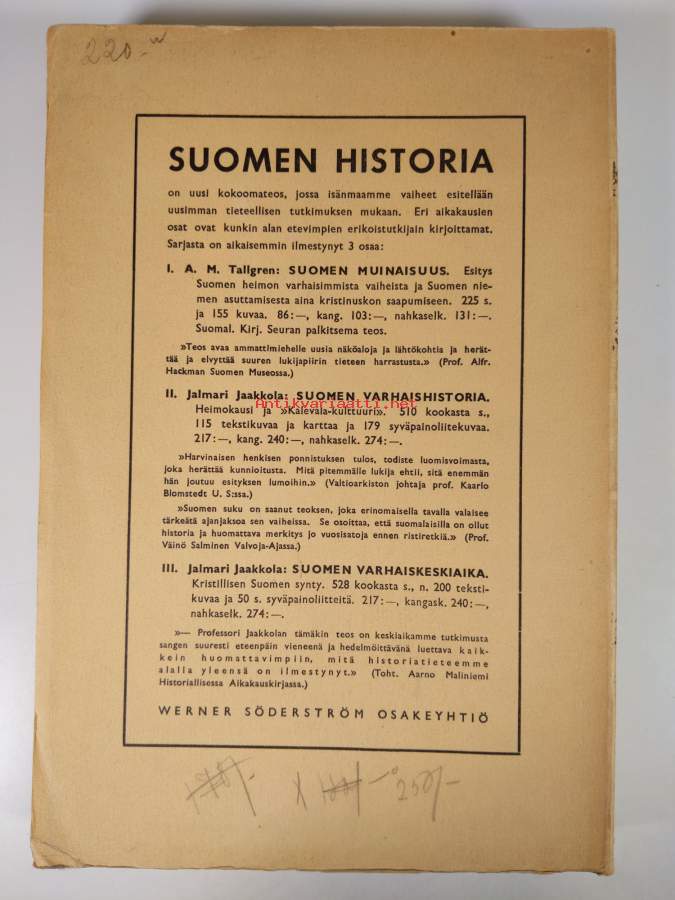 220.-
SUOMEN HISTORIA
on uusi kokoomateos, jossa isänmaamme vaiheet esitellään
uusimman tieteellisen tutkimuksen mukaan. Eri aikakausien
osat ovat kunkin alan etevimpien erikoistutkijain kirjoittamat.
Sarjasta on aikaisemmin ilmestynyt 3 osaa:
I. A. M. Tallgren: SUOMEN MUINAISUUS. Esitys
Suomen heimon varhaisimmista vaiheista ja Suomen nie-
men asuttamisesta aina kristinuskon saapumiseen. 225 s.
ja 155 kuvaa. 86:—, kang. 103:—, nahkaselk. 131:—.
Suomal. Kirj. Seuran palkitsema teos.
»Teos avaa ammattimiehelle uusia näköaloja ja lähtökohtia ja herät-
tää ja elvyttää suuren lukijapiirin tieteen harrastusta.» (Prof. Alfr.
Hackman Suomen Museossa.)
II. Jalmari Jaakkola: SUOMEN VARHAISHISTORIA.
Antikvariaatti.net
Heimokausi ja »Kalevala-kulttuuri». 510 kookasta s.,
115 tekstikuvaa ja karttaa ja 179 syväpainoliitekuvaa.
217:—, kang. 240:—, nahkaselk. 274:—.
»Harvinaisen henkisen ponnistuksen tulos, todiste luomisvoimasta,
joka herättää kunnioitusta. Mitä pitemmälle lukija ehtii, sitä enemmän
hän joutuu esityksen lumoihin.» (Valtioarkiston johtaja prof. Kaarlo
Blomstedt U. S:ssa.)
»Suomen suku on saanut teoksen, joka erinomaisella tavalla valaisee
tärkeätä ajanjaksoa sen vaiheissa. Se osoittaa, että suomalaisilla on ollut
historia ja huomattava merkitys jo vuosisatoja ennen ristiretkiä.» (Prof.
Väinö Salminen Valvoja-Ajassa.)
III. Jalmari Jaakkola: SUOMEN VARHAISKESKIAIKA.
Kristillisen Suomen synty. 528 kookasta s., n. 200 teksti-
kuvaa ja 50 s. syväpainoliitteitä. 217:—, kangask. 240:—,
nahkaselk. 274:—.
»— Professori Jaakkolan tämäkin teos on keskiaikamme tutkimusta
sangen suuresti eteenpäin vieneenä ja hedelmöittävänä luettava kaik-
kein huomattavimpiin, mitä historiatieteemme
alalla yleensä on ilmestynyt.» (Toht. Aarno Maliniemi
Historiallisessa Aikakauskirjassa.)
WERNER SÖDERSTRÖM OSAKEYHTIÖ
X 250/-